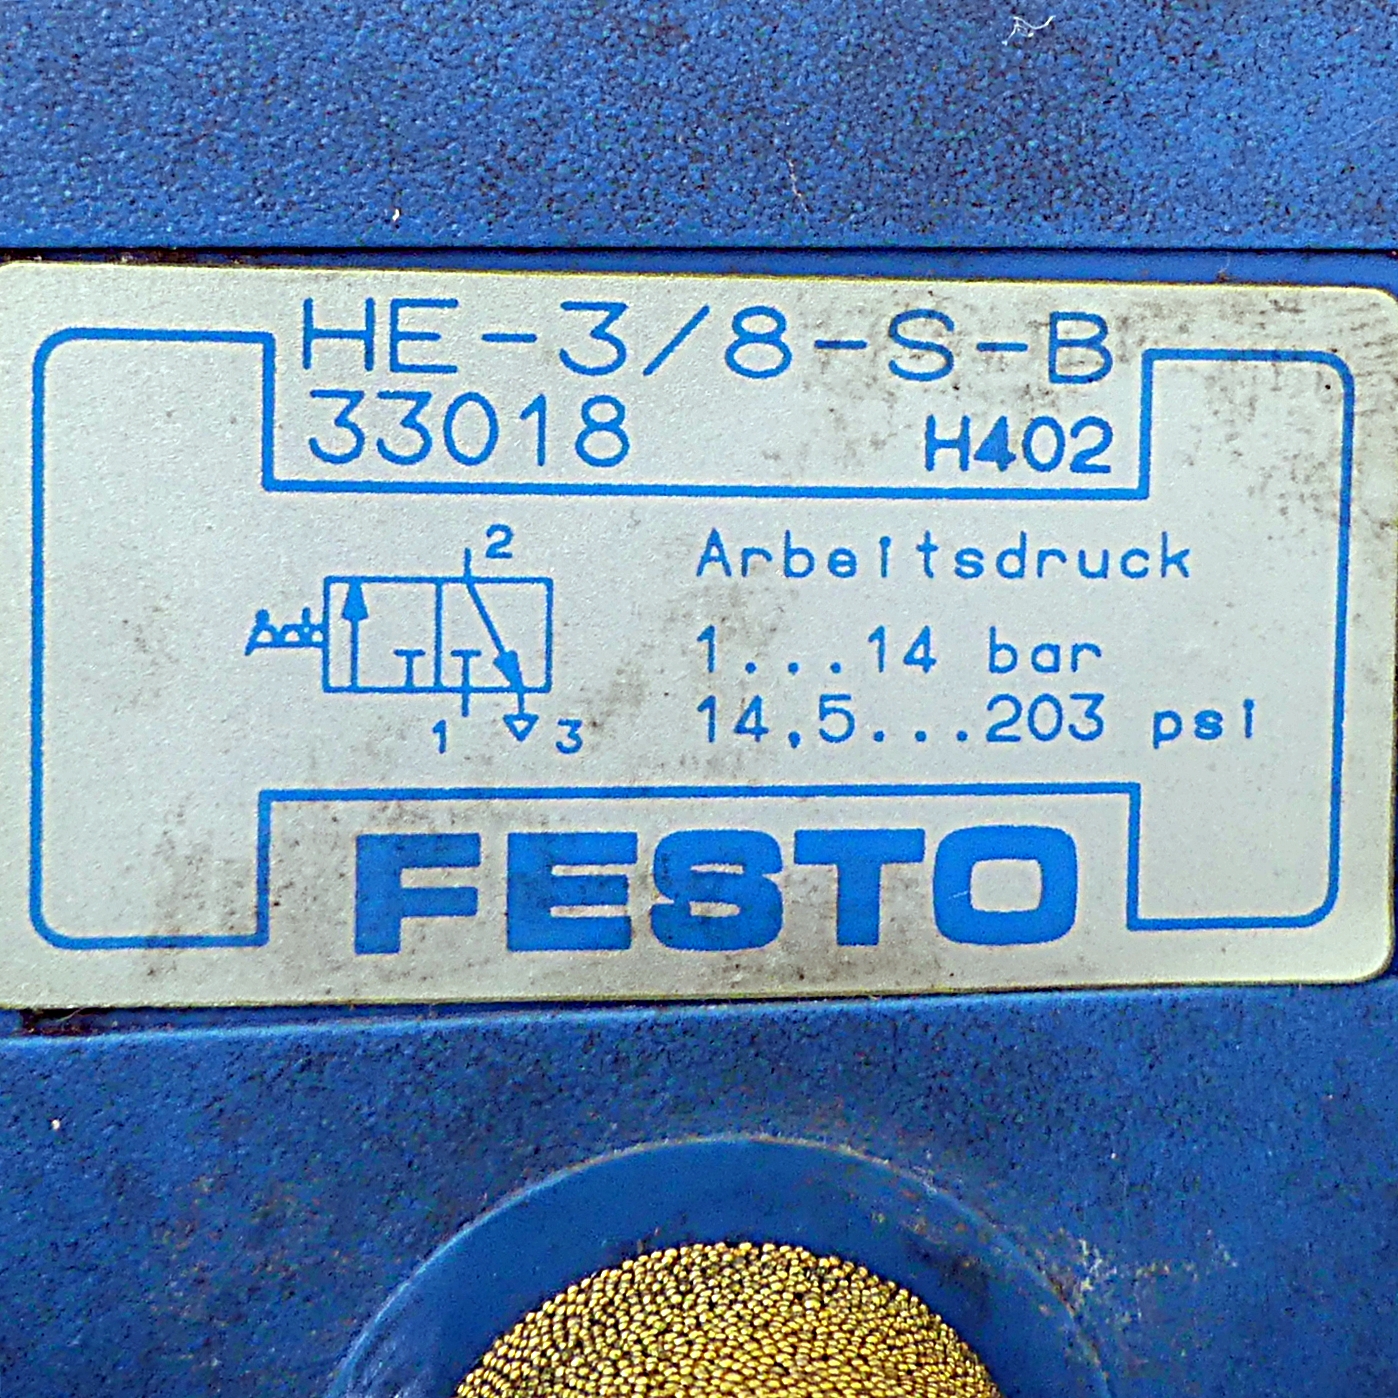 HE-3/8-S-B
33018 H402
2
Arbeitsdruck
1...14 bar
14,5...203 psi
1 3
FESTO